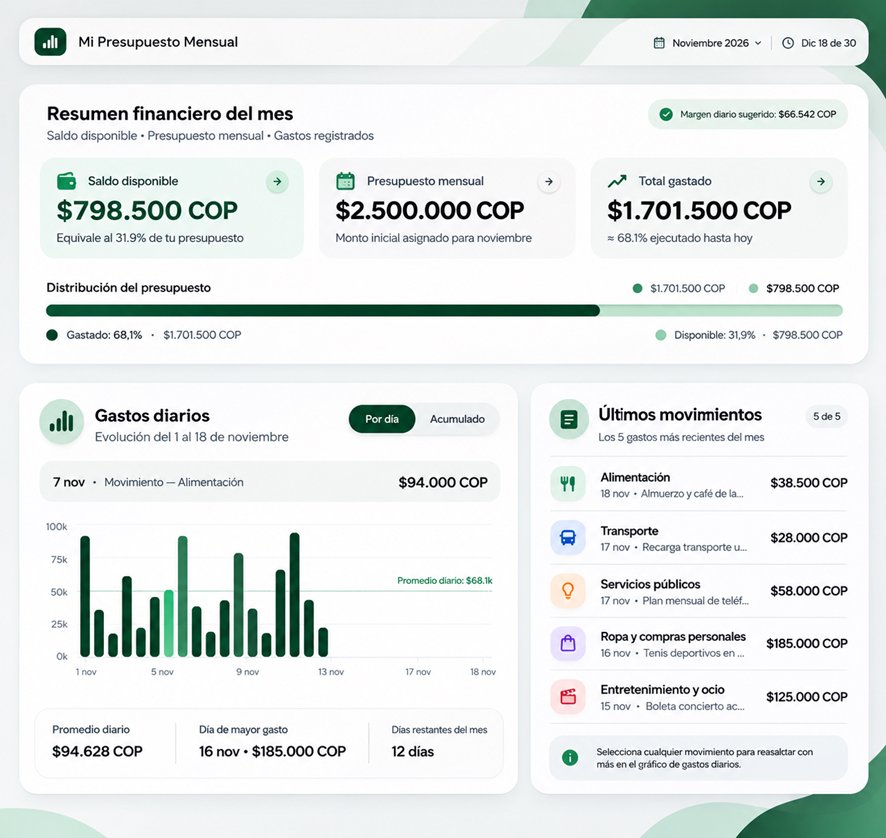 Mi Presupuesto Mensual
Noviembre 2026
Dic 18 de 30
Resumen financiero del mes
Saldo disponible • Presupuesto mensual • Gastos registrados
Margen diario sugerido: $66.542 COP
Saldo disponible
$798.500 COP
Equivale al 31.9% de tu presupuesto
Presupuesto mensual
$2.500.000 COP
Monto inicial asignado para noviembre
Total gastado
$1.701.500 COP
≈ 68.1% ejecutado hasta hoy
Distribución del presupuesto
$1.701.500 COP
$798.500 COP
Gastado: 68,1% • $1.701.500 COP
Disponible: 31,9% • $798.500 COP
Gastos diarios
Evolución del 1 al 18 de noviembre
Por día
Acumulado
7 nov • Movimiento — Alimentación
$94.000 COP
100k
75k
50k
25k
0k
Promedio diario: $68.1k
1 nov
5 nov
9 nov
13 nov
17 nov
18 nov
Promedio diario
$94.628 COP
Día de mayor gasto
16 nov • $185.000 COP
Días restantes del mes
12 días
Últimos movimientos
Los 5 gastos más recientes del mes
5 de 5
Alimentación
18 nov • Almuerzo y café de la...
$38.500 COP
Transporte
17 nov • Recarga transporte u...
$28.000 COP
Servicios públicos
17 nov • Plan mensual de teléf...
$58.000 COP
Ropa y compras personales
16 nov • Tenis deportivos en ...
$185.000 COP
Entretenimiento y ocio
15 nov • Boleta concierto ac...
$125.000 COP
Selecciona cualquier movimiento para reasalctar con
más en el gráfico de gastos diarios.